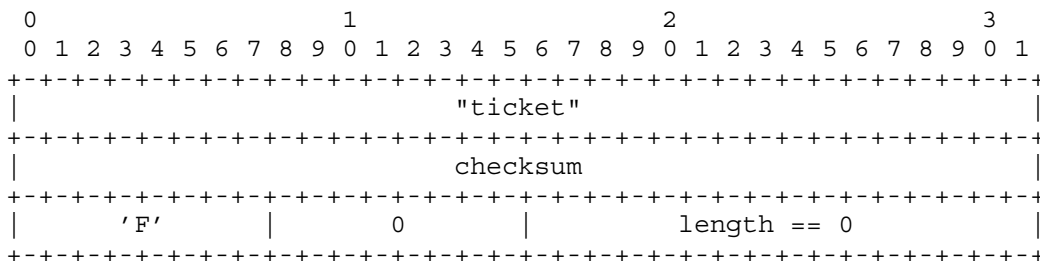 0                   1                   2                   3
 0 1 2 3 4 5 6 7 8 9 0 1 2 3 4 5 6 7 8 9 0 1 2 3 4 5 6 7 8 9 0 1
+-+-+-+-+-+-+-+-+-+-+-+-+-+-+-+-+-+-+-+-+-+-+-+-+-+-+-+-+-+-+-+-+
|                           "ticket"                            |
+-+-+-+-+-+-+-+-+-+-+-+-+-+-+-+-+-+-+-+-+-+-+-+-+-+-+-+-+-+-+-+-+
|                           checksum                            |
+-+-+-+-+-+-+-+-+-+-+-+-+-+-+-+-+-+-+-+-+-+-+-+-+-+-+-+-+-+-+-+-+
|      ’F’      |       0       |         length == 0           |
+-+-+-+-+-+-+-+-+-+-+-+-+-+-+-+-+-+-+-+-+-+-+-+-+-+-+-+-+-+-+-+-+